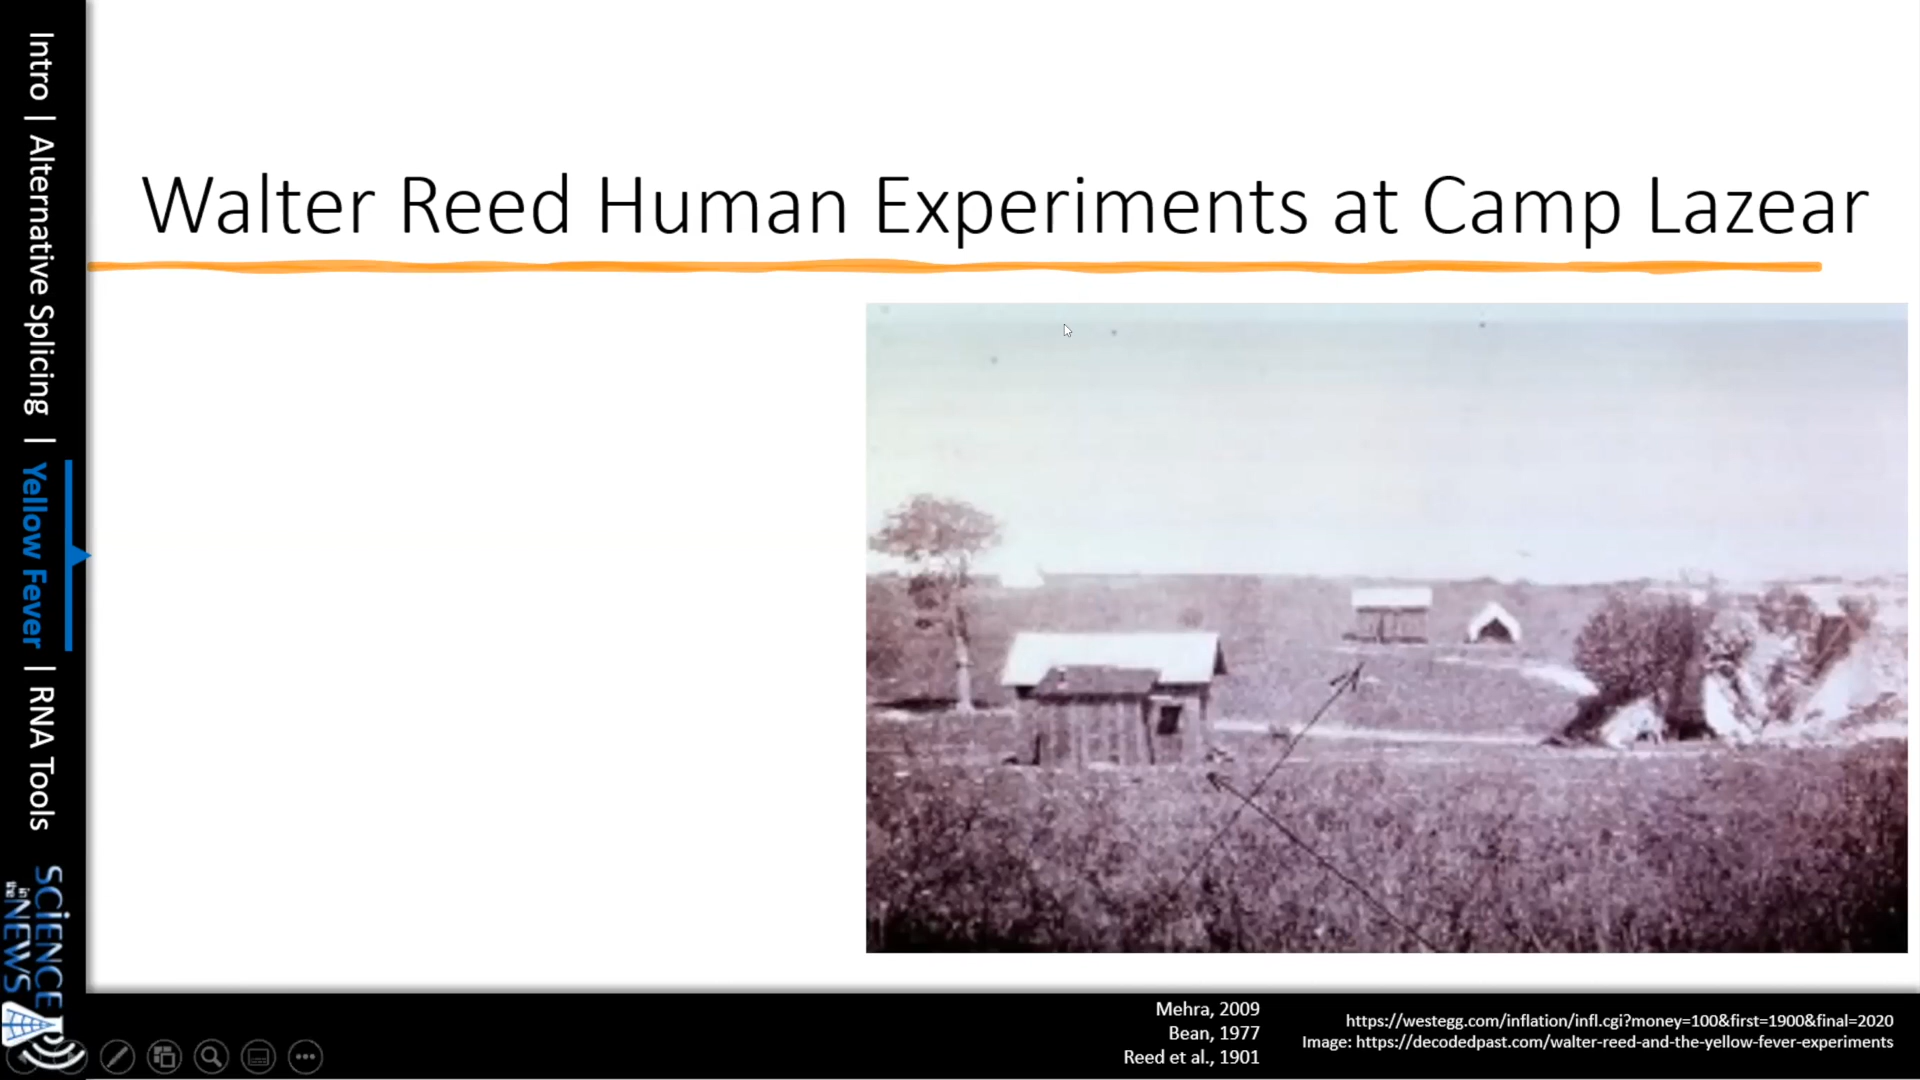 Walter Reed Human Experiments at Camp Lazear
Intro | Alternative Splicing | Yellow Fever | RNA Tools
SCiENCE
in the
NEWS
Mehra, 2009
Bean, 1977
Reed et al., 1901
https://westegg.com/inflation/infl.cgi?money=100&first=1900&final=2020
Image: https://decodedpast.com/walter-reed-and-the-yellow-fever-experiments